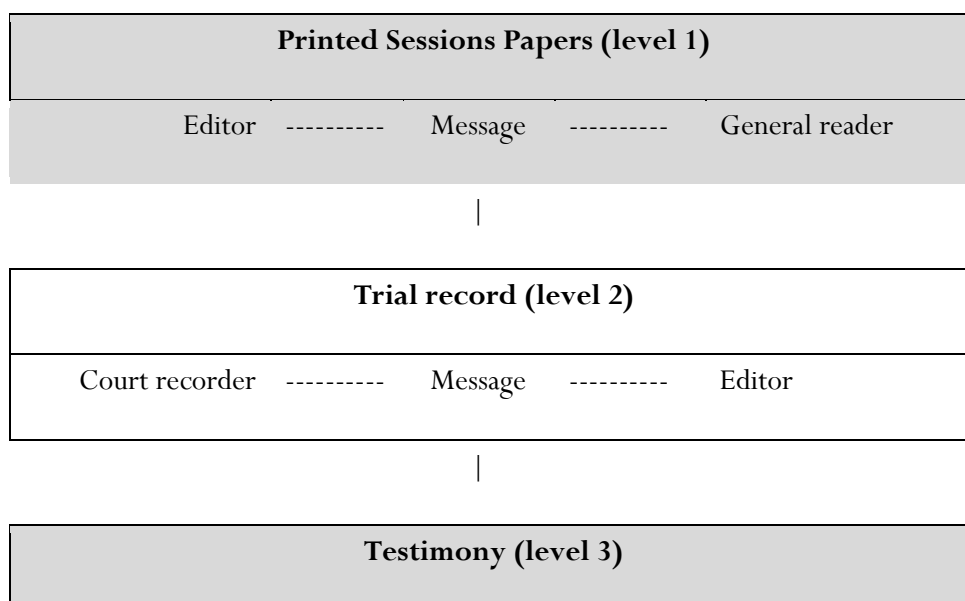 Printed Sessions Papers (level 1)
Editor ---------- Message ---------- General reader
|
Trial record (level 2)
Court recorder ---------- Message ---------- Editor
|
Testimony (level 3)